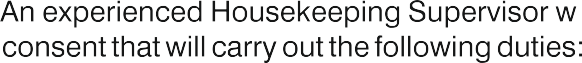 An experienced Housekeeping Supervisor w
consent that will carry out the following duties: